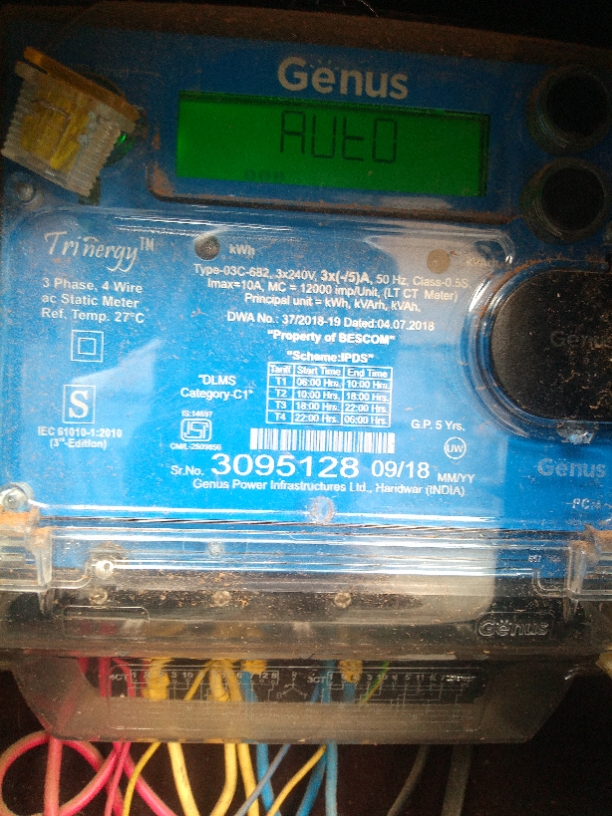 Genus
AUtO
Trinergy™
kWh
3 Phase, 4 Wire
ac Static Meter
Ref. Temp. 27°C
Type-03C-682, 3x240V, 3x(-/5)A, 50 Hz, Class-0.5S,
Imax=10A, MC = 12000 imp/Unit, (LT CT Meter)
Principal unit = kWh, kVArh, kVAh,
DWA No.: 37/2018-19 Dated:04.07.2018
"Property of BESCOM"
"Scheme:IPDS"
Tariff Start Time End Time
T1 06:00 Hrs. 10:00 Hrs.
T2 10:00 Hrs. 18:00 Hrs.
T3 18:00 Hrs. 22:00 Hrs.
T4 22:00 Hrs. 06:00 Hrs.
"DLMS
Category-C1"
S
IEC 61010-1:2010
(3rd-Edition)
IS:14697
ISI
G.P. 5 Yrs.
UW
Sr.No. 3095128 09/18 MM/YY
Genus Power Infrastructures Ltd., Haridwar (INDIA)
Genus
Genus